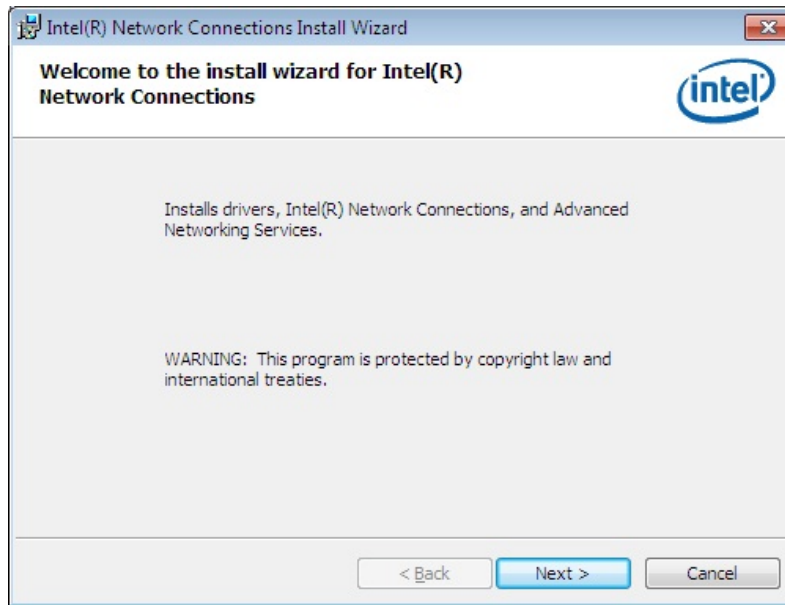 Intel(R) Network Connections Install Wizard
Welcome to the install wizard for Intel(R)
Network Connections
intel
Installs drivers, Intel(R) Network Connections, and Advanced
Networking Services.
WARNING:  This program is protected by copyright law and
international treaties.
< Back
Next >
Cancel